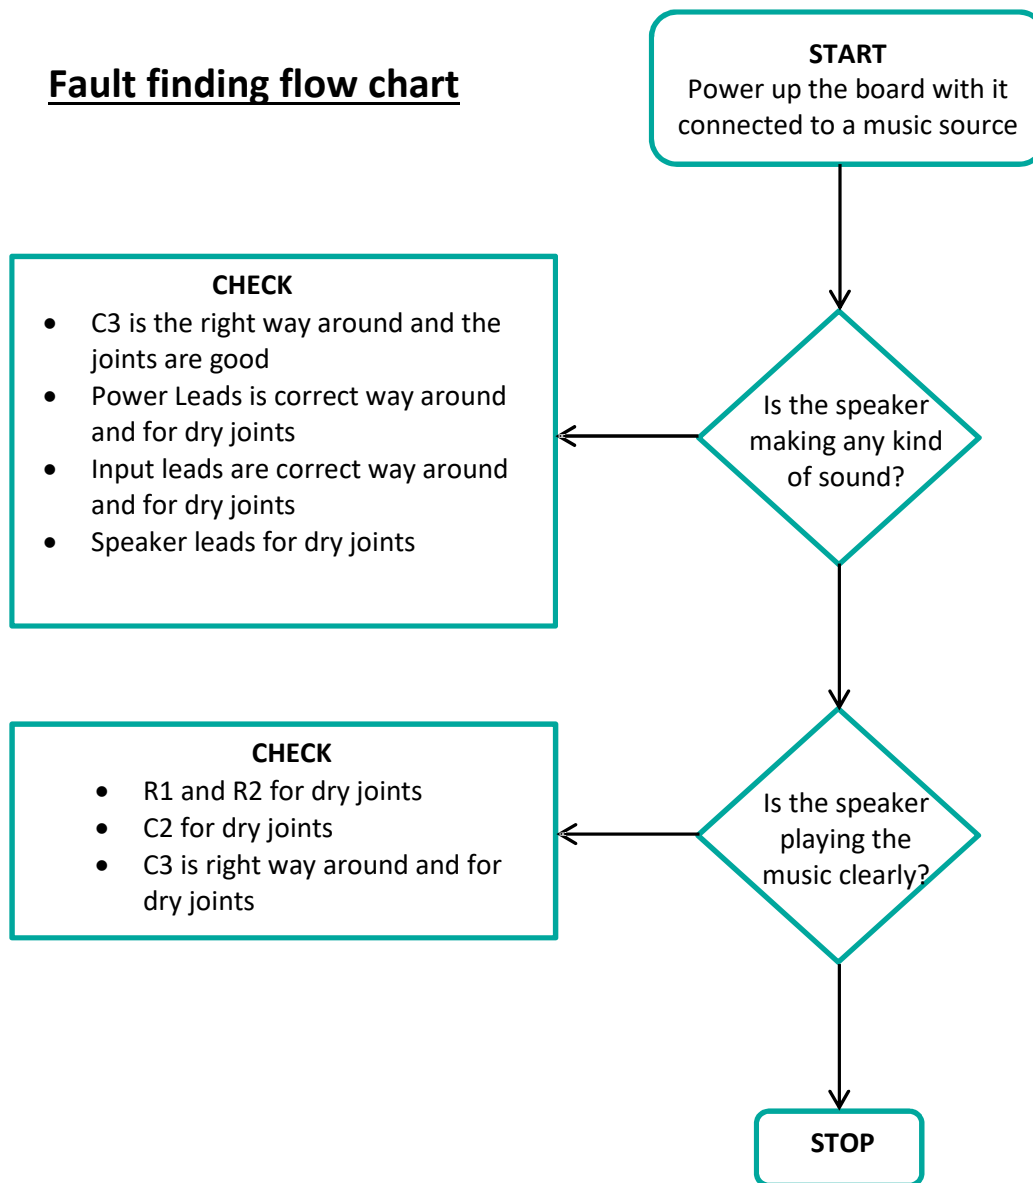 Fault finding flow chart
START
Power up the board with it
connected to a music source
CHECK
• C3 is the right way around and the
joints are good
• Power Leads is correct way around
and for dry joints
• Input leads are correct way around
and for dry joints
• Speaker leads for dry joints
Is the speaker
making any kind
of sound?
CHECK
• R1 and R2 for dry joints
• C2 for dry joints
• C3 is right way around and for
dry joints
Is the speaker
playing the
music clearly?
STOP